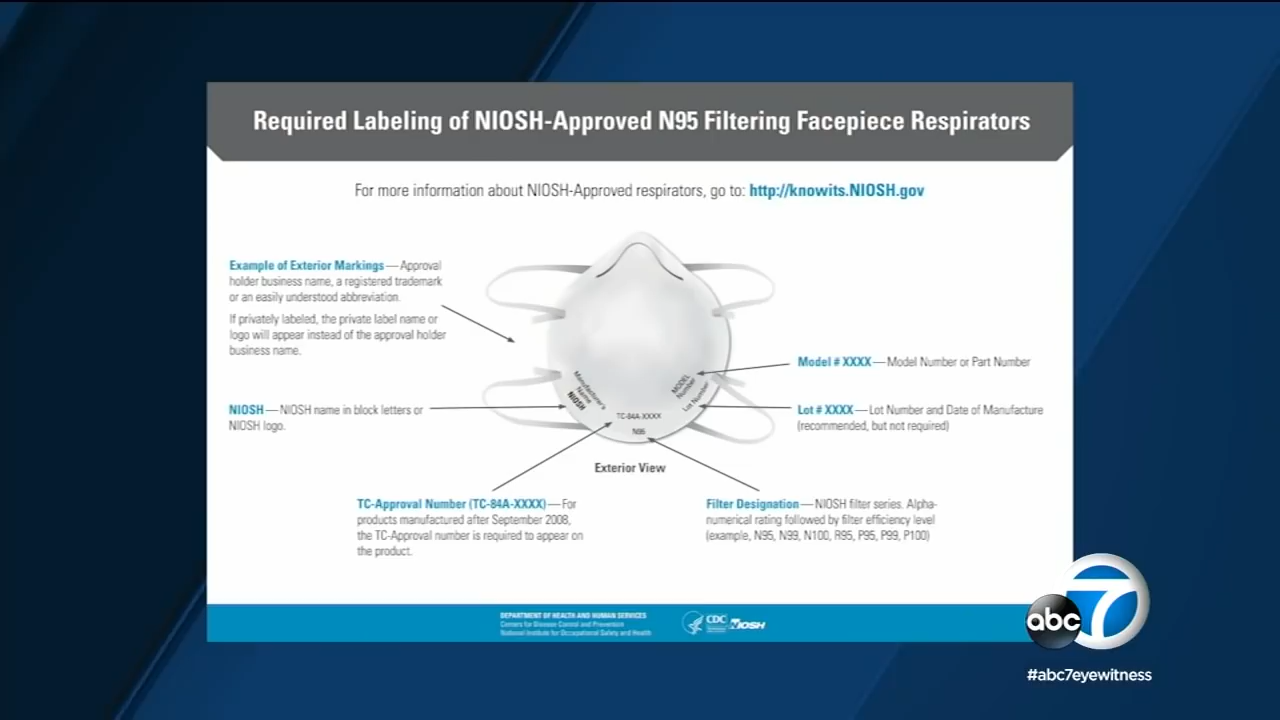 Required Labeling of NIOSH-Approved N95 Filtering Facepiece Respirators
For more information about NIOSH-Approved respirators, go to: http://knowits.NIOSH.gov
Example of Exterior Markings — Approval
holder business name, a registered trademark
or an easily understood abbreviation.
If privately labeled, the private label name or
logo will appear instead of the approval holder
business name.
NIOSH — NIOSH name in block letters or
NIOSH logo.
Manufacturer's
Name
NIOSH
TC-84A-XXXX
N95
MODEL
Number
Lot Number
Model # XXXX — Model Number or Part Number
Lot # XXXX — Lot Number and Date of Manufacture
(recommended, but not required)
Exterior View
TC-Approval Number (TC-84A-XXXX) — For
products manufactured after September 2008,
the TC-Approval number is required to appear on
the product.
Filter Designation — NIOSH filter series. Alpha-
numerical rating followed by filter efficiency level
(example, N95, N99, N100, R95, P95, P99, P100)
DEPARTMENT OF HEALTH AND HUMAN SERVICES
Centers for Disease Control and Prevention
National Institute for Occupational Safety and Health
CDC
NIOSH
abc
7
#abc7eyewitness